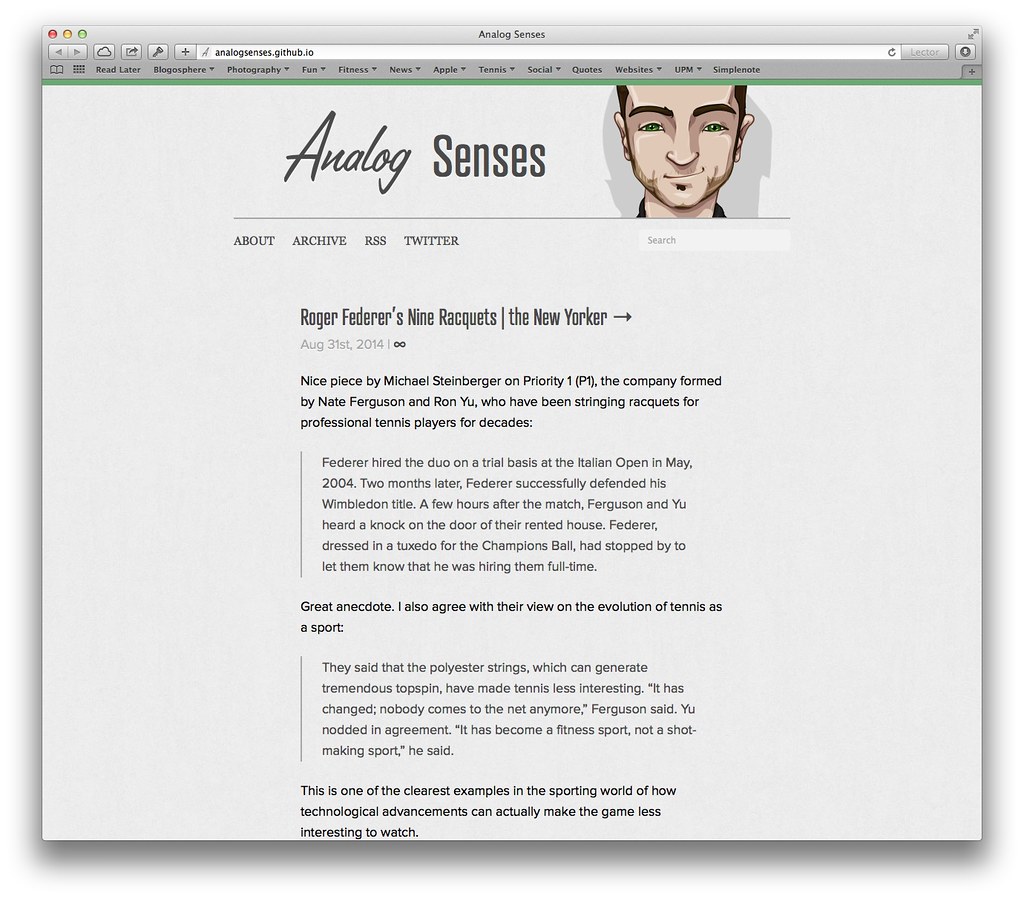 Analog Senses
analogsenses.github.io
Lector
Read Later Blogosphere Photography Fun Fitness News Apple Tennis Social Quotes Websites UPM Simplenote
Analog Senses
ABOUT ARCHIVE RSS TWITTER
Search
Roger Federer’s Nine Racquets | the New Yorker →
Aug 31st, 2014 | ∞
Nice piece by Michael Steinberger on Priority 1 (P1), the company formed
by Nate Ferguson and Ron Yu, who have been stringing racquets for
professional tennis players for decades:
Federer hired the duo on a trial basis at the Italian Open in May,
2004. Two months later, Federer successfully defended his
Wimbledon title. A few hours after the match, Ferguson and Yu
heard a knock on the door of their rented house. Federer,
dressed in a tuxedo for the Champions Ball, had stopped by to
let them know that he was hiring them full-time.
Great anecdote. I also agree with their view on the evolution of tennis as
a sport:
They said that the polyester strings, which can generate
tremendous topspin, have made tennis less interesting. “It has
changed; nobody comes to the net anymore,” Ferguson said. Yu
nodded in agreement. “It has become a fitness sport, not a shot-
making sport,” he said.
This is one of the clearest examples in the sporting world of how
technological advancements can actually make the game less
interesting to watch.